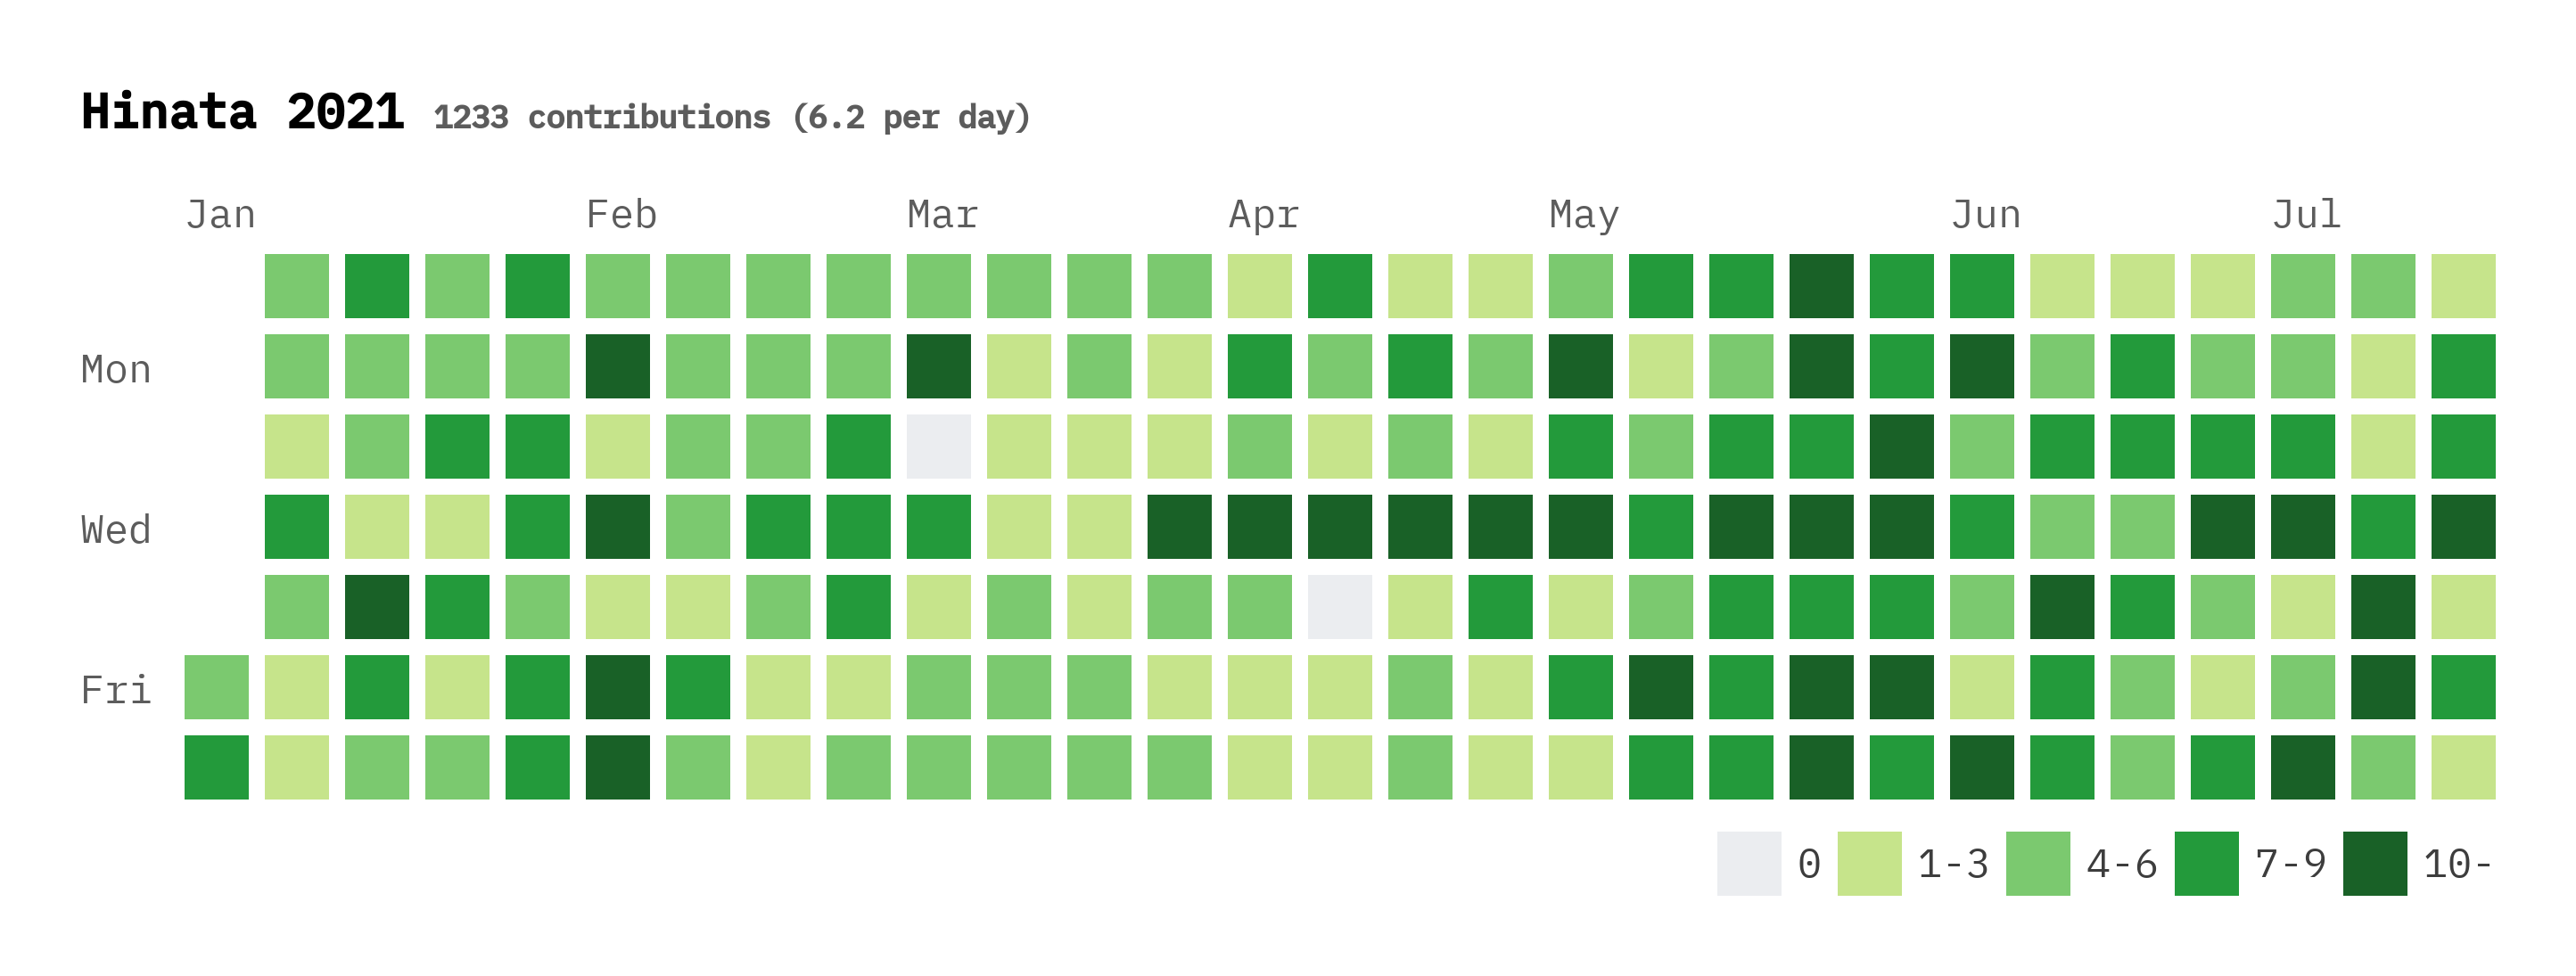 Hinata 2021 1233 contributions (6.2 per day)
Jan Feb Mar Apr May Jun Jul
Mon
Wed
Fri
0 1-3 4-6 7-9 10-